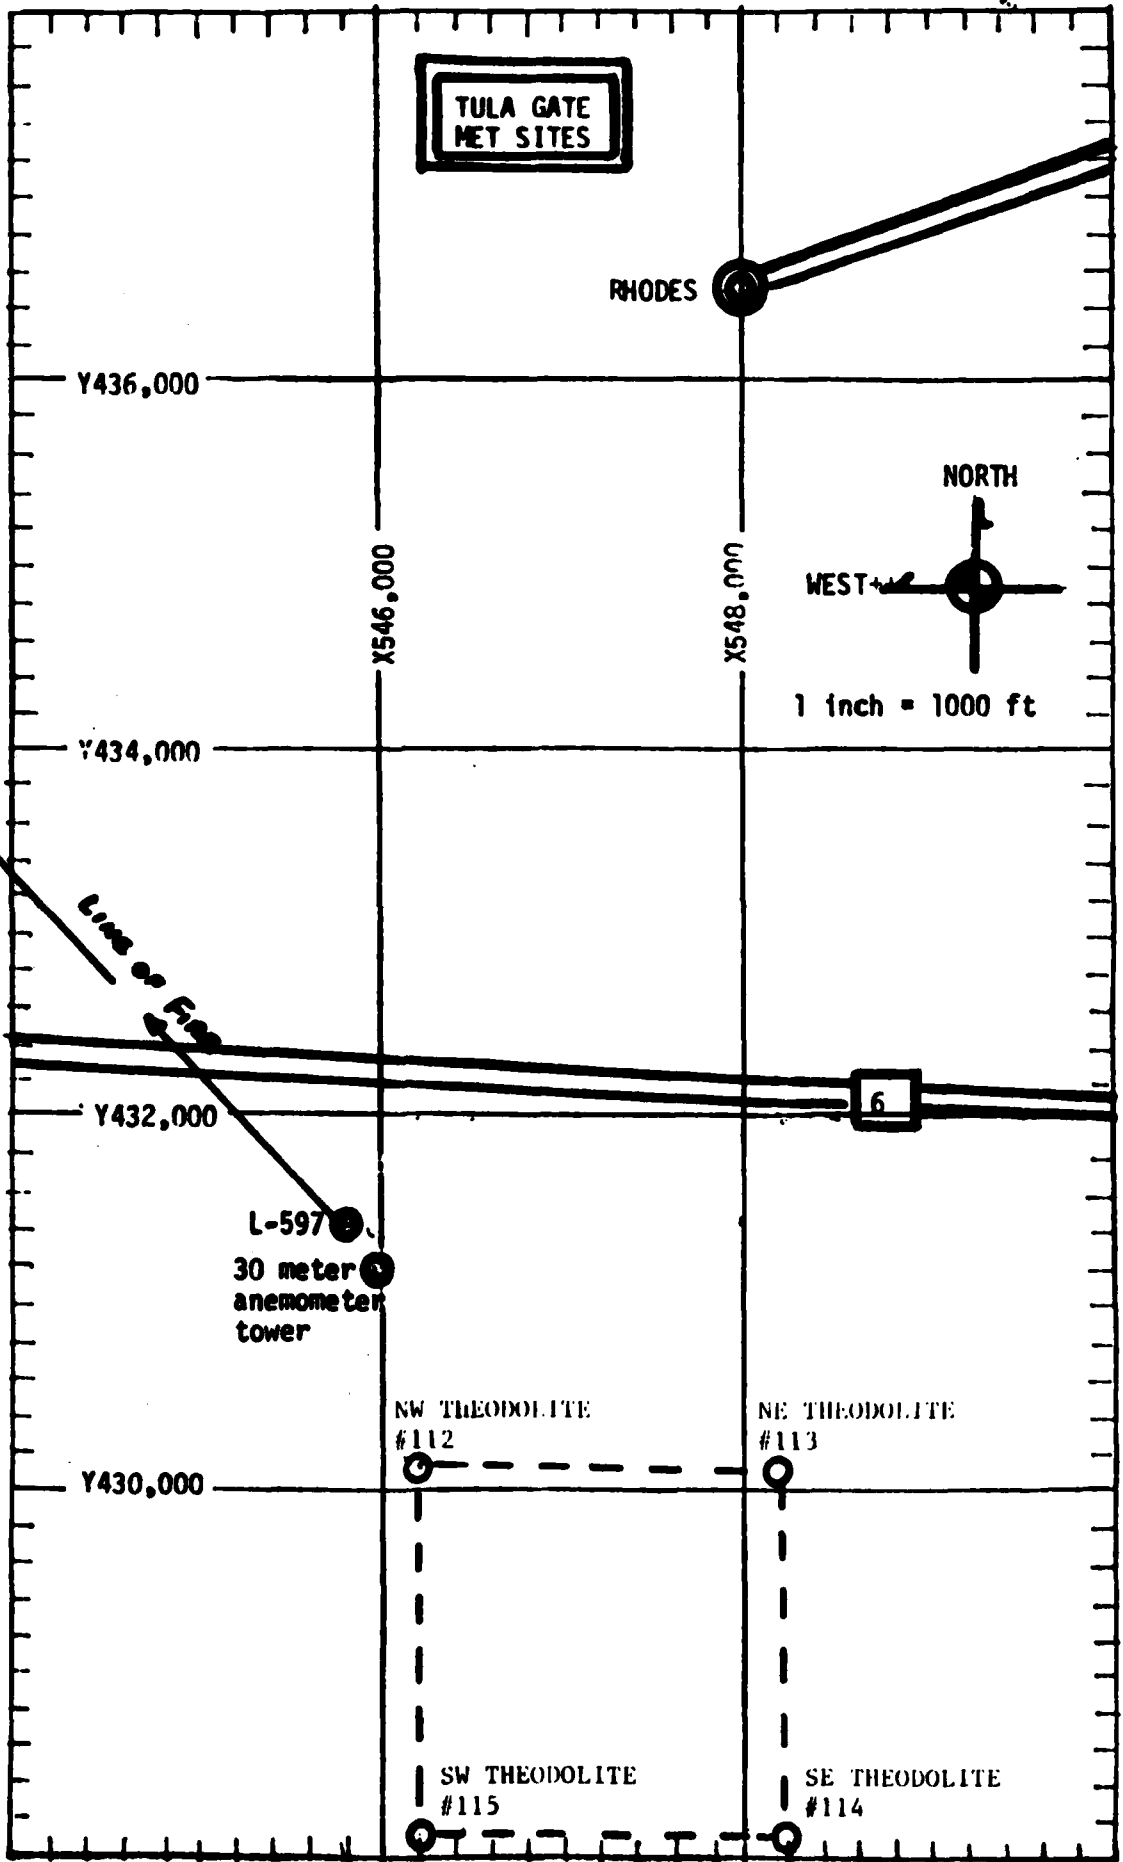 TULA GATE
MET SITES
RHODES
Y436,000
NORTH
X546,000
X548,000
WEST
1 inch = 1000 ft
Y434,000
LINE OF FIRE
6
Y432,000
L-597
30 meter
anemometer
tower
NW THEODOLITE
#112
NE THEODOLITE
#113
Y430,000
SW THEODOLITE
#115
SE THEODOLITE
#114